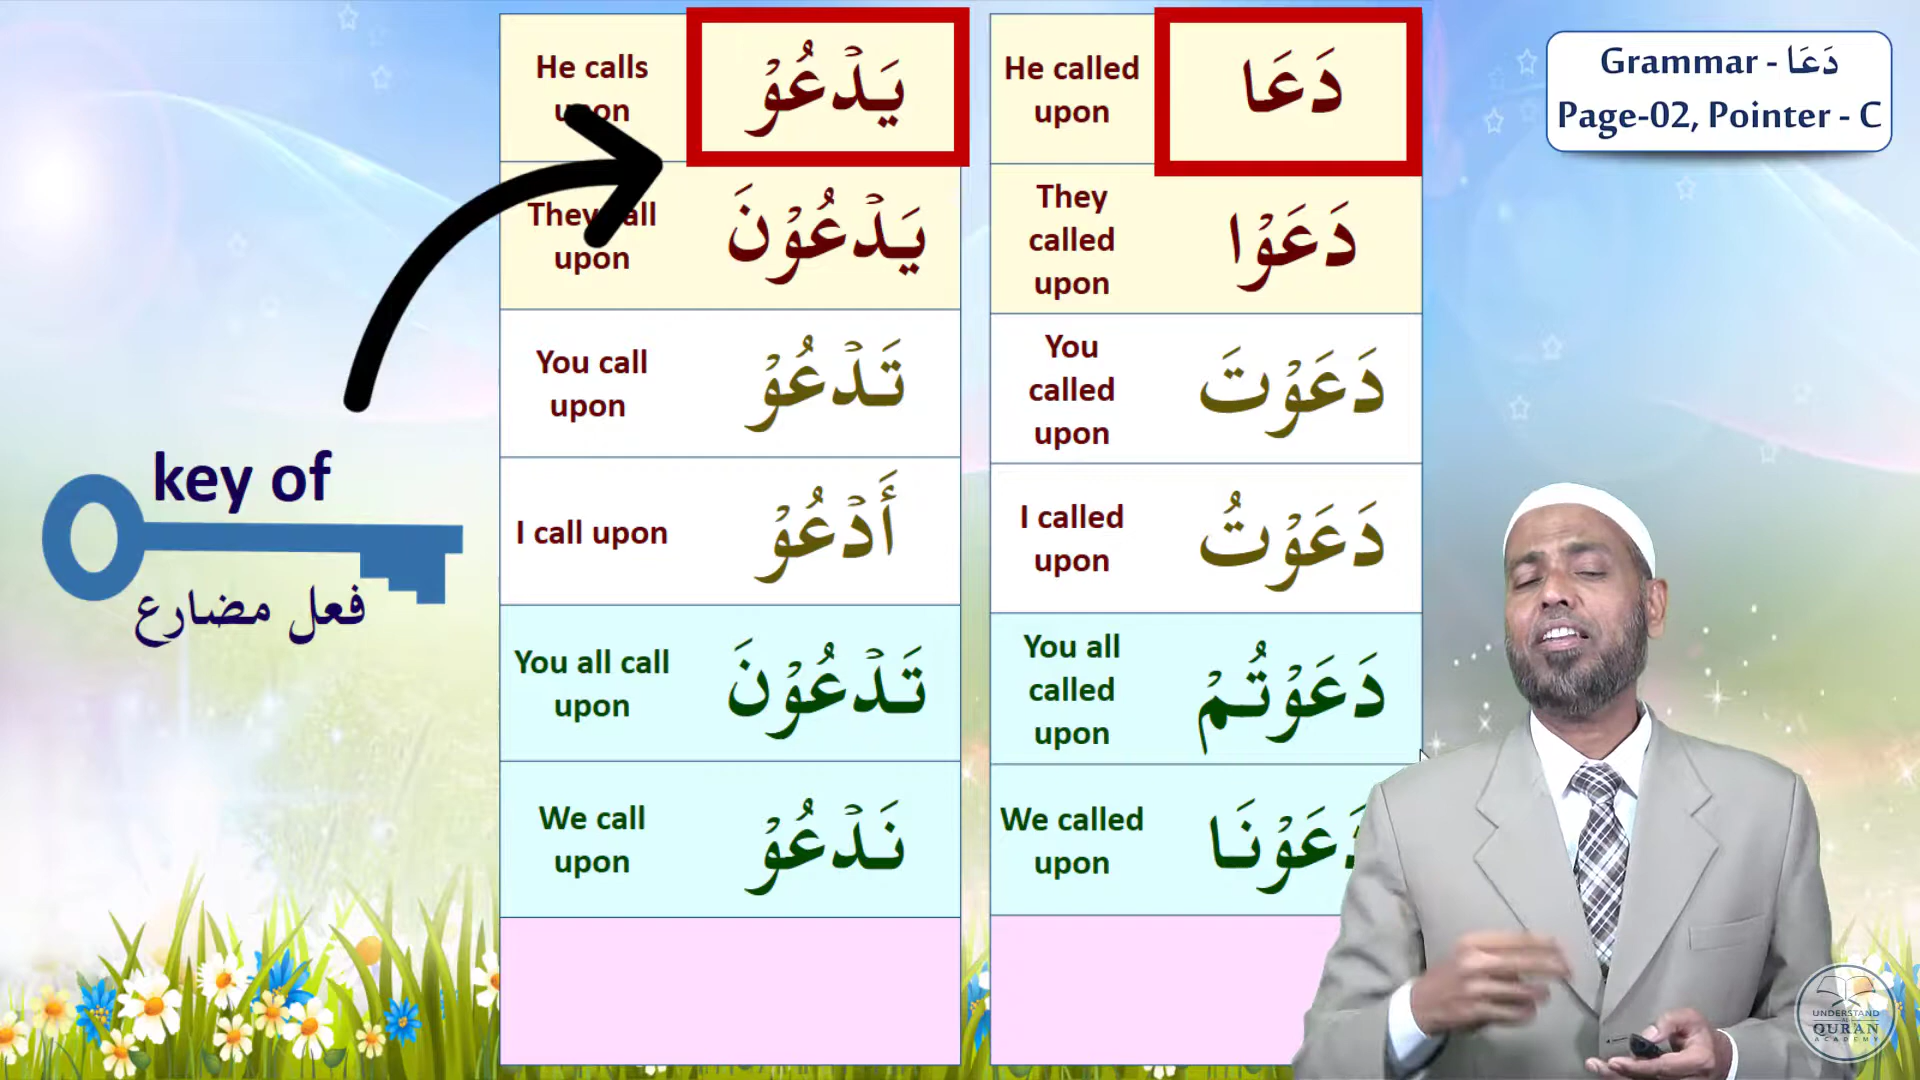 Grammar - دَعَا
Page-02, Pointer - C
He calls
upon
يَدْعُوْ
They call
upon
يَدْعُوْنَ
You call
upon
تَدْعُوْ
I call upon
أَدْعُوْ
You all call
upon
تَدْعُوْنَ
We call
upon
نَدْعُوْ
He called
upon
دَعَا
They
called
upon
دَعَوْا
You
called
upon
دَعَوْتَ
I called
upon
دَعَوْتُ
You all
called
upon
دَعَوْتُمْ
We called
upon
دَعَوْنَا
key of
فعل مضارع
UNDERSTAND
QURAN
ACADEMY